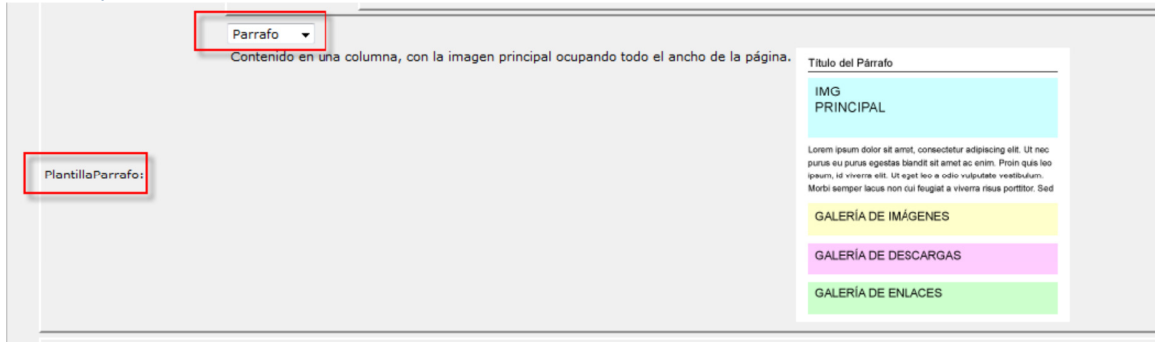 Parrafo
Contenido en una columna, con la imagen principal ocupando todo el ancho de la página.
PlantillaParrafo:
Título del Párrafo
IMG
PRINCIPAL
Lorem ipsum dolor sit amrt, consectetur adipiscing elit. Ut nec
purus eu purus egestas blandit sit amet ac enim. Proin quis leo
ipsum, id viverra elit. Ut eget leo a odio vulputate vestibulum.
Morbi semper lacus non cui feugiat a viverra risus porttitor. Sed
GALERÍA DE IMÁGENES
GALERÍA DE DESCARGAS
GALERÍA DE ENLACES